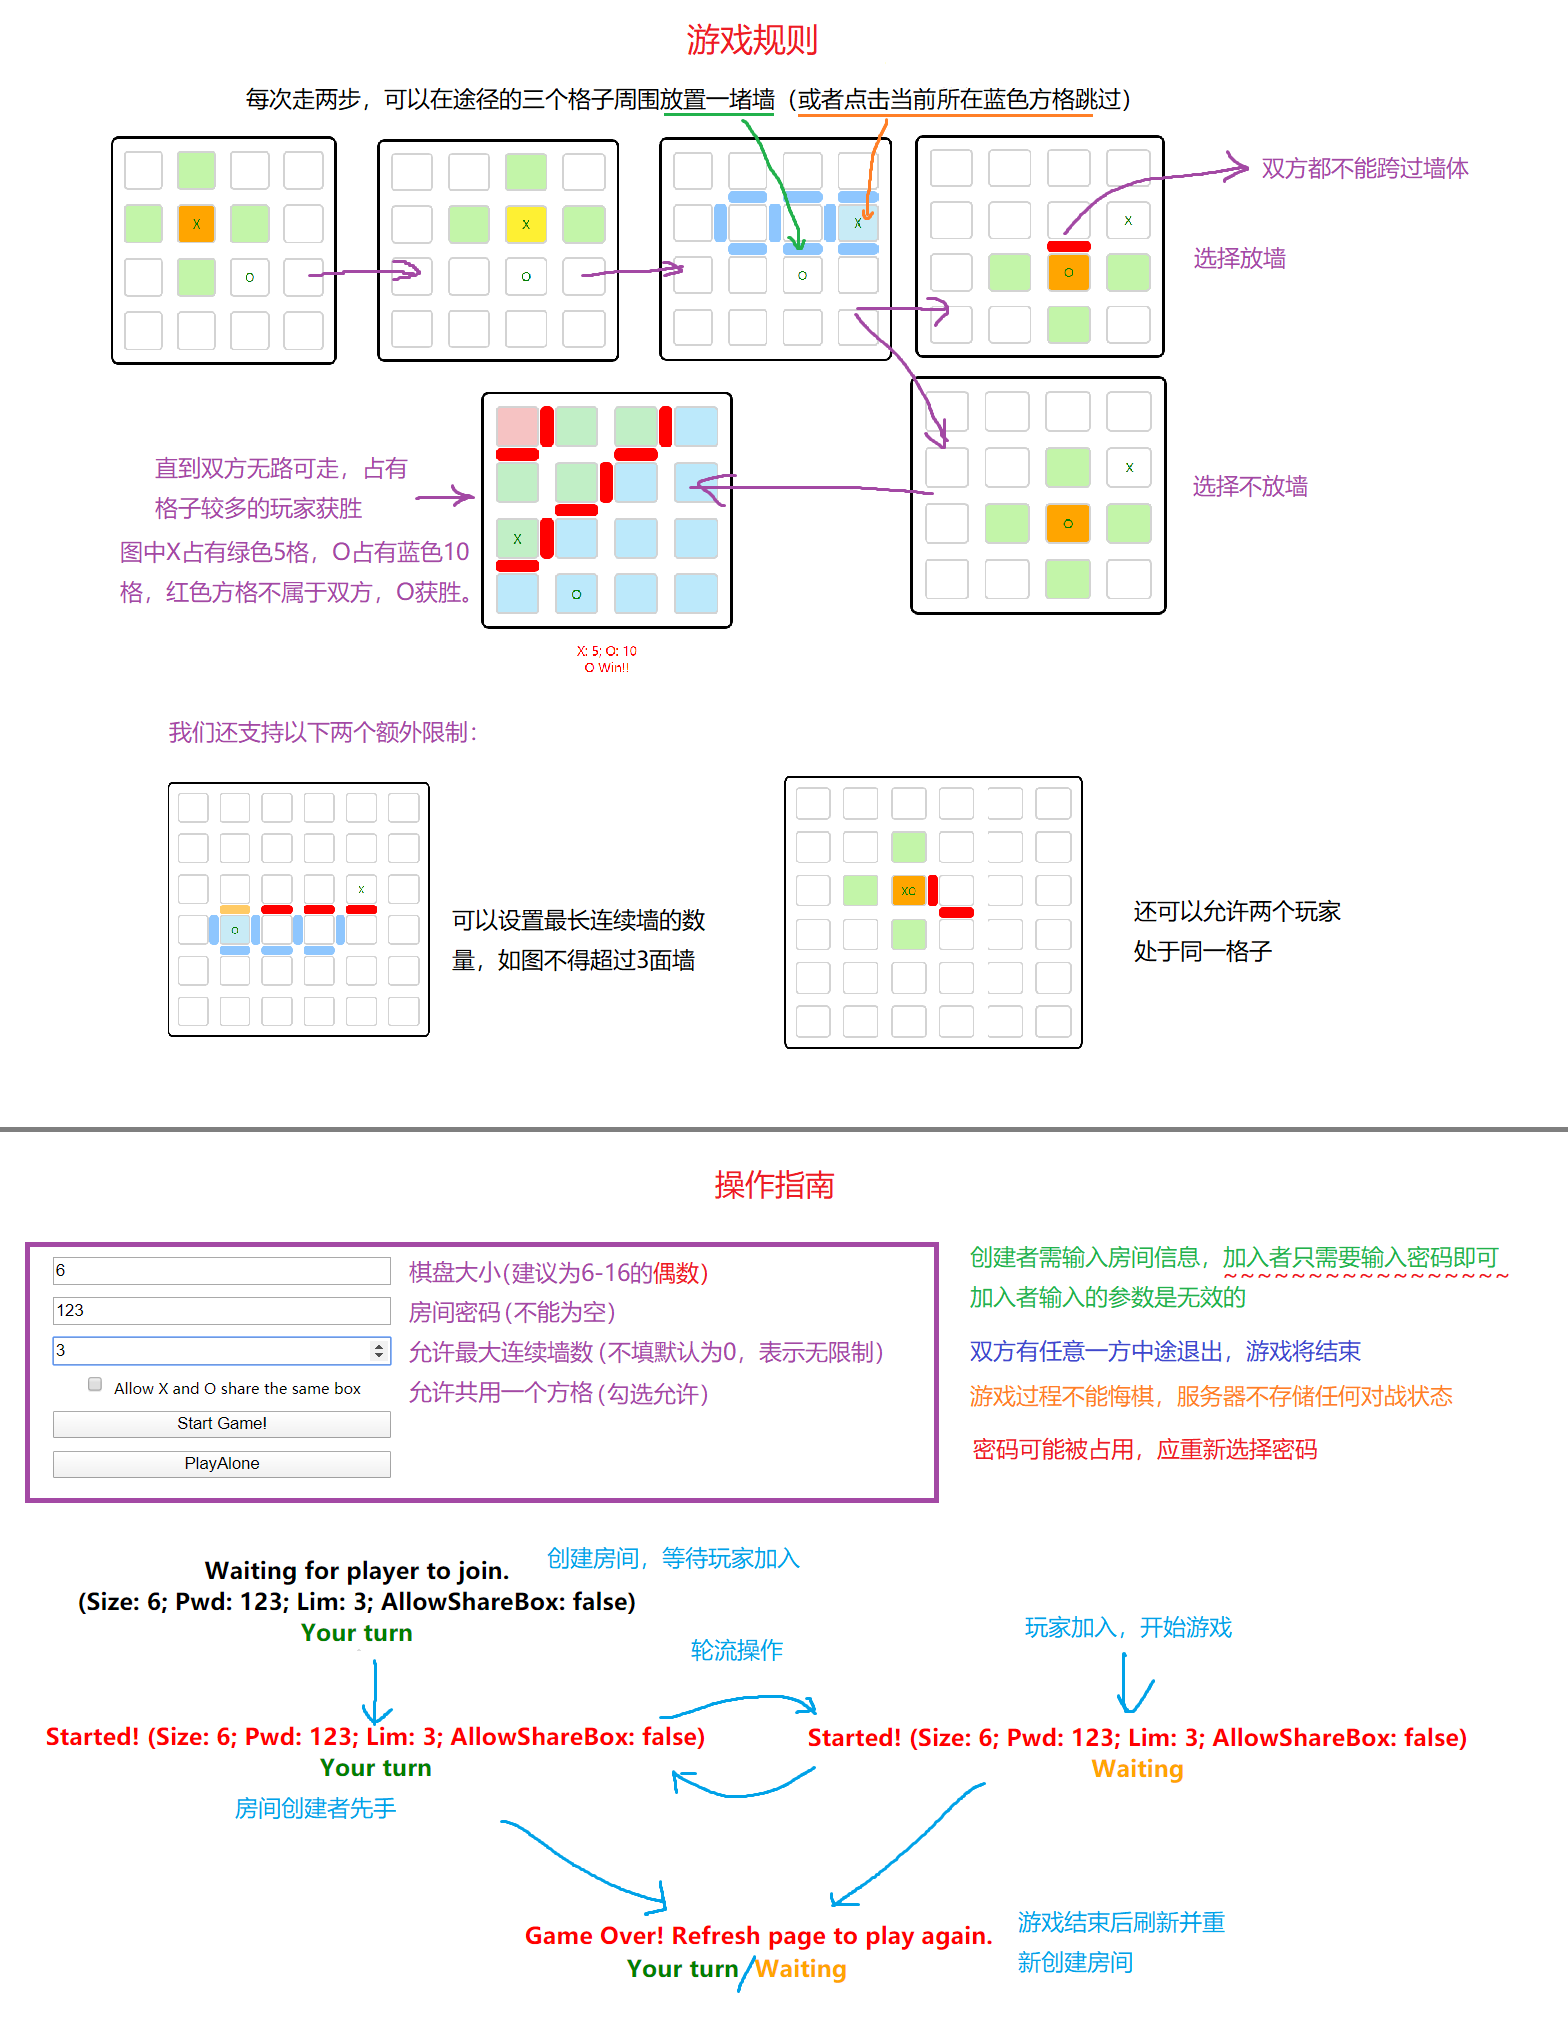 游戏规则
每次走两步，可以在途径的三个格子周围放置一堵墙（或者点击当前所在蓝色方格跳过）
X
O
X
O
X
O
X
O
双方都不能跨过墙体
选择放墙
X
O
选择不放墙
直到双方无路可走，占有
格子较多的玩家获胜
图中X占有绿色5格，O占有蓝色10
格，红色方格不属于双方，O获胜。
X
O
X: 5; O: 10
O Win!!
我们还支持以下两个额外限制：
X
O
可以设置最长连续墙的数
量，如图不得超过3面墙
XO
还可以允许两个玩家
处于同一格子
操作指南
6
棋盘大小(建议为6-16的偶数)
123
房间密码(不能为空)
3
允许最大连续墙数(不填默认为0，表示无限制)
Allow X and O share the same box
允许共用一个方格(勾选允许)
Start Game!
PlayAlone
创建者需输入房间信息，加入者只需要输入密码即可
加入者输入的参数是无效的
双方有任意一方中途退出，游戏将结束
游戏过程不能悔棋，服务器不存储任何对战状态
密码可能被占用，应重新选择密码
Waiting for player to join.
(Size: 6; Pwd: 123; Lim: 3; AllowShareBox: false)
Your turn
创建房间，等待玩家加入
轮流操作
玩家加入，开始游戏
Started! (Size: 6; Pwd: 123; Lim: 3; AllowShareBox: false)
Your turn
房间创建者先手
Started! (Size: 6; Pwd: 123; Lim: 3; AllowShareBox: false)
Waiting
Game Over! Refresh page to play again.
Your turn/Waiting
游戏结束后刷新并重
新创建房间